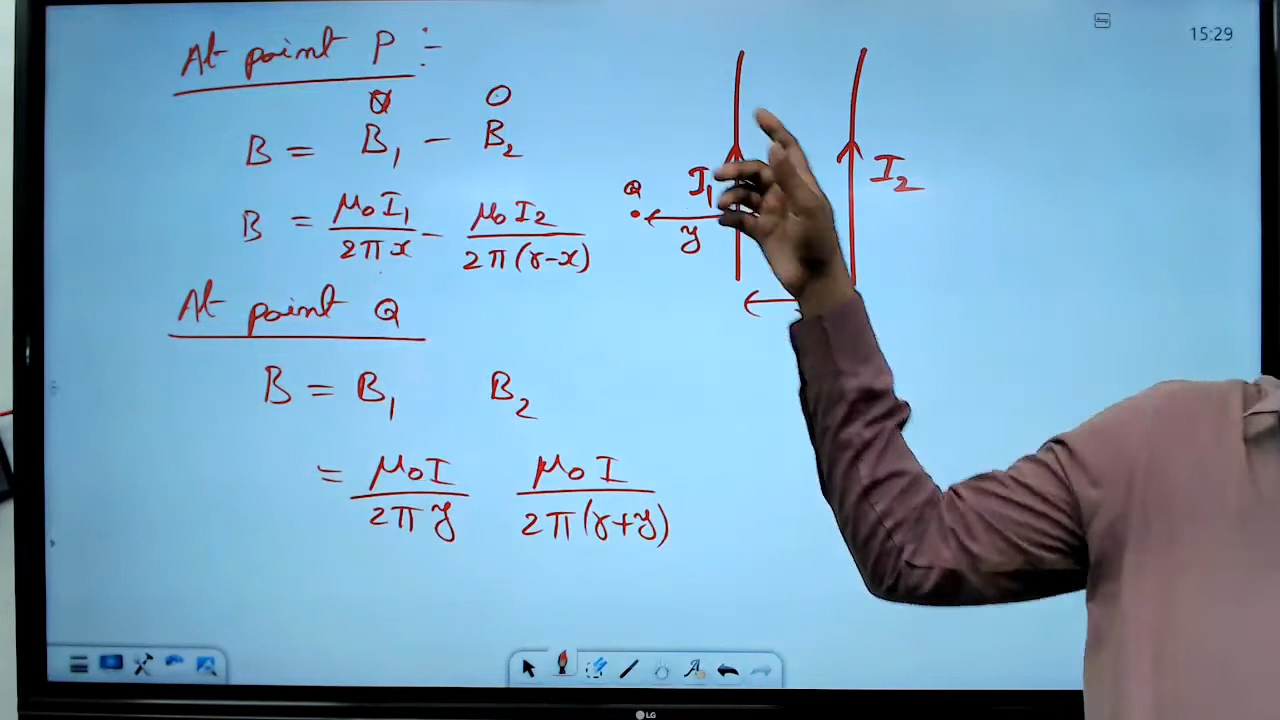 At point P :-
15:29
⊗ ⊙
B = B₁ - B₂
B = μ₀I₁/2πx - μ₀I₂/2π(r-x)
At point Q
B = B₁ B₂
= μ₀I/2πy μ₀I/2π(r+y)
Q
I₁
y
I₂
LG